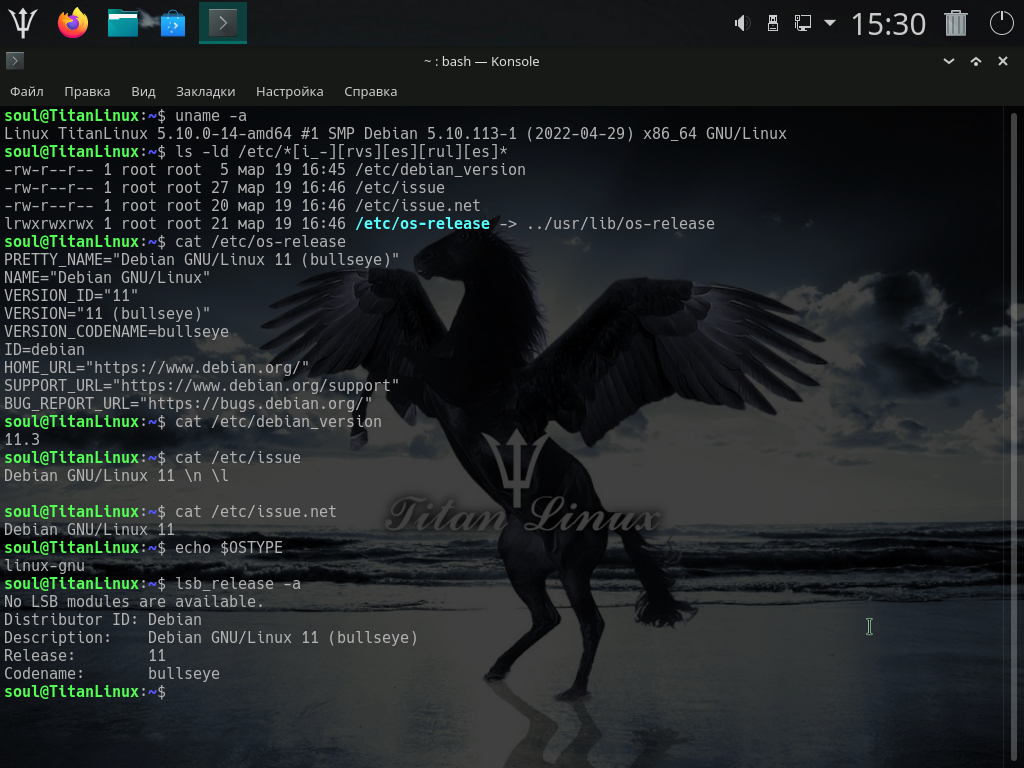 15:30
~ : bash — Konsole
Файл Правка Вид Закладки Настройка Справка
soul@TitanLinux:~$ uname -a
Linux TitanLinux 5.10.0-14-amd64 #1 SMP Debian 5.10.113-1 (2022-04-29) x86_64 GNU/Linux
soul@TitanLinux:~$ ls -ld /etc/*[i_-][rvs][es][rul][es]*
-rw-r--r-- 1 root root  5 мар 19 16:45 /etc/debian_version
-rw-r--r-- 1 root root 27 мар 19 16:46 /etc/issue
-rw-r--r-- 1 root root 20 мар 19 16:46 /etc/issue.net
lrwxrwxrwx 1 root root 21 мар 19 16:46 /etc/os-release -> ../usr/lib/os-release
soul@TitanLinux:~$ cat /etc/os-release
PRETTY_NAME="Debian GNU/Linux 11 (bullseye)"
NAME="Debian GNU/Linux"
VERSION_ID="11"
VERSION="11 (bullseye)"
VERSION_CODENAME=bullseye
ID=debian
HOME_URL="https://www.debian.org/"
SUPPORT_URL="https://www.debian.org/support"
BUG_REPORT_URL="https://bugs.debian.org/"
soul@TitanLinux:~$ cat /etc/debian_version
11.3
soul@TitanLinux:~$ cat /etc/issue
Debian GNU/Linux 11 \n \l
soul@TitanLinux:~$ cat /etc/issue.net
Debian GNU/Linux 11
soul@TitanLinux:~$ echo $OSTYPE
linux-gnu
soul@TitanLinux:~$ lsb_release -a
No LSB modules are available.
Distributor ID: Debian
Description:    Debian GNU/Linux 11 (bullseye)
Release:        11
Codename:       bullseye
soul@TitanLinux:~$
Titan Linux